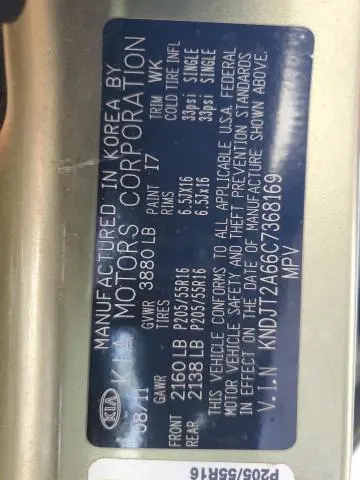 MANUFACTURED IN KOREA BY
KIA MOTORS CORPORATION
KIA
08/11 GVWR 3880 LB PAINT I7 TRIM WK
GAWR TIRES RIMS COLD TIRE INFL
FRONT 2160 LB P205/55R16 6.5JX16 33psi SINGLE
REAR 2138 LB P205/55R16 6.5JX16 33psi SINGLE
THIS VEHICLE CONFORMS TO ALL APPLICABLE U.S.A. FEDERAL
MOTOR VEHICLE SAFETY AND THEFT PREVENTION STANDARDS
IN EFFECT ON THE DATE OF MANUFACTURE SHOWN ABOVE.
V.I.N KNDJT2A66C7368169
MPV
P205/55R16